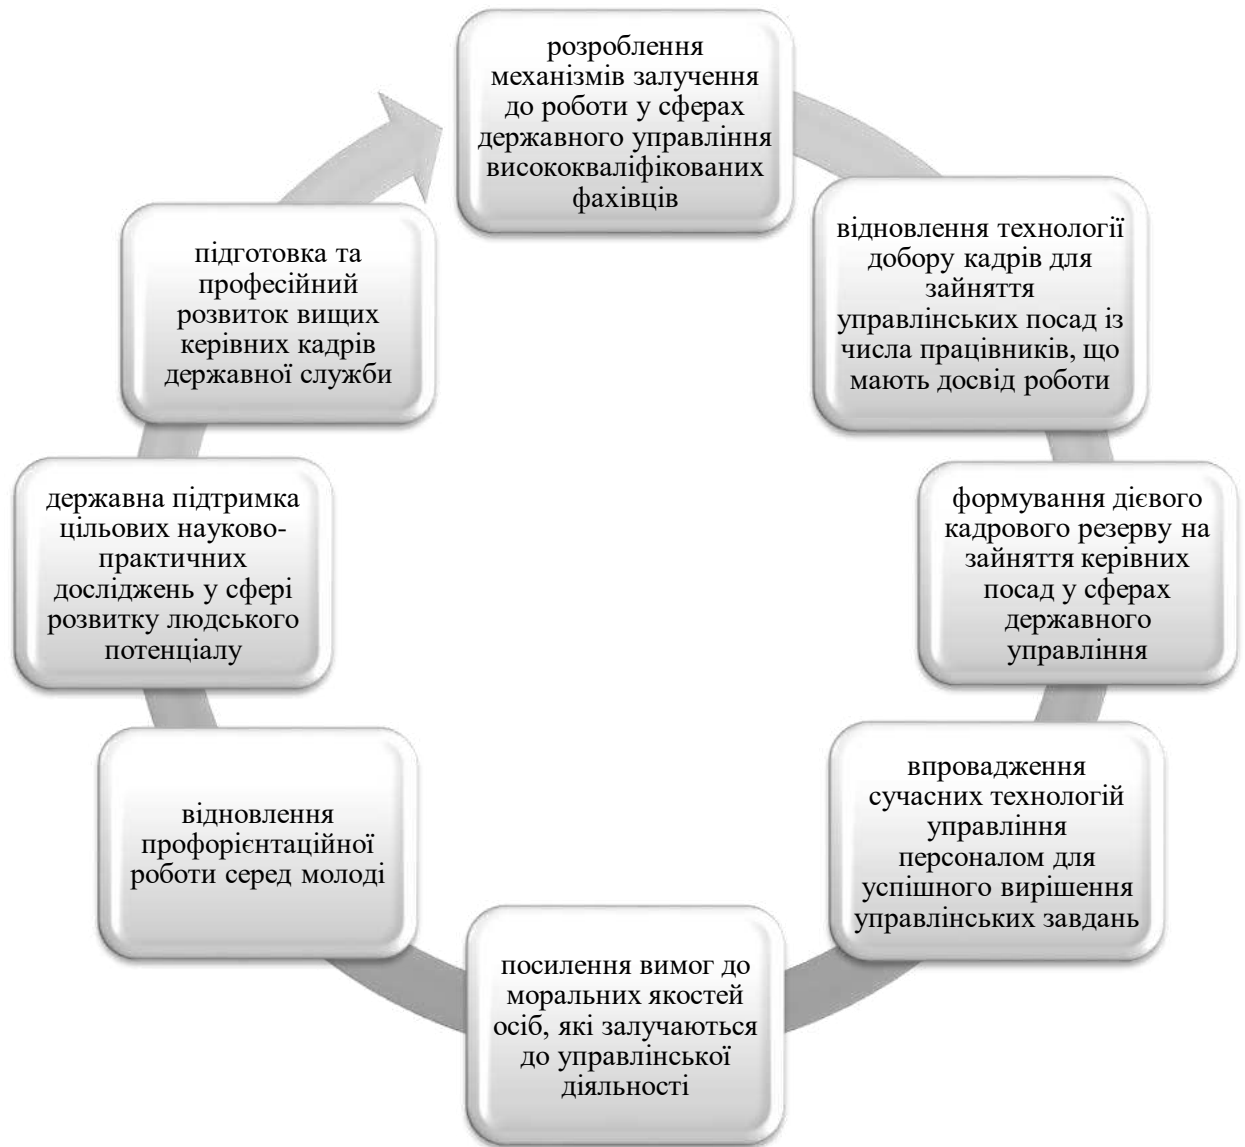 розроблення
механізмів залучення
до роботи у сферах
державного управління
висококваліфікованих
фахівців
відновлення технології
добору кадрів для
зайняття
управлінських посад із
числа працівників, що
мають досвід роботи
формування дієвого
кадрового резерву на
зайняття керівних
посад у сферах
державного
управління
впровадження
сучасних технологій
управління
персоналом для
успішного вирішення
управлінських завдань
посилення вимог до
моральних якостей
осіб, які залучаються
до управлінської
діяльності
відновлення
профорієнтаційної
роботи серед молоді
державна підтримка
цільових науково-
практичних
досліджень у сфері
розвитку людського
потенціалу
підготовка та
професійний
розвиток вищих
керівних кадрів
державної служби